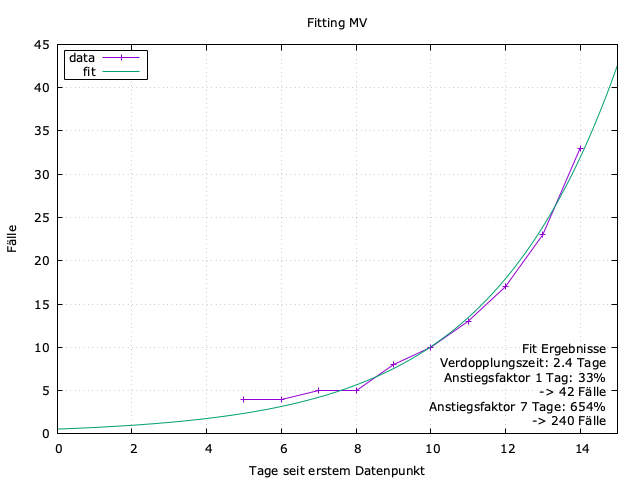 Fitting MV
45
40
35
30
25
20
15
10
5
0
Fälle
data
fit
Fit Ergebnisse
Verdopplungszeit: 2.4 Tage
Anstiegsfaktor 1 Tag: 33%
-> 42 Fälle
Anstiegsfaktor 7 Tage: 654%
-> 240 Fälle
0 2 4 6 8 10 12 14
Tage seit erstem Datenpunkt